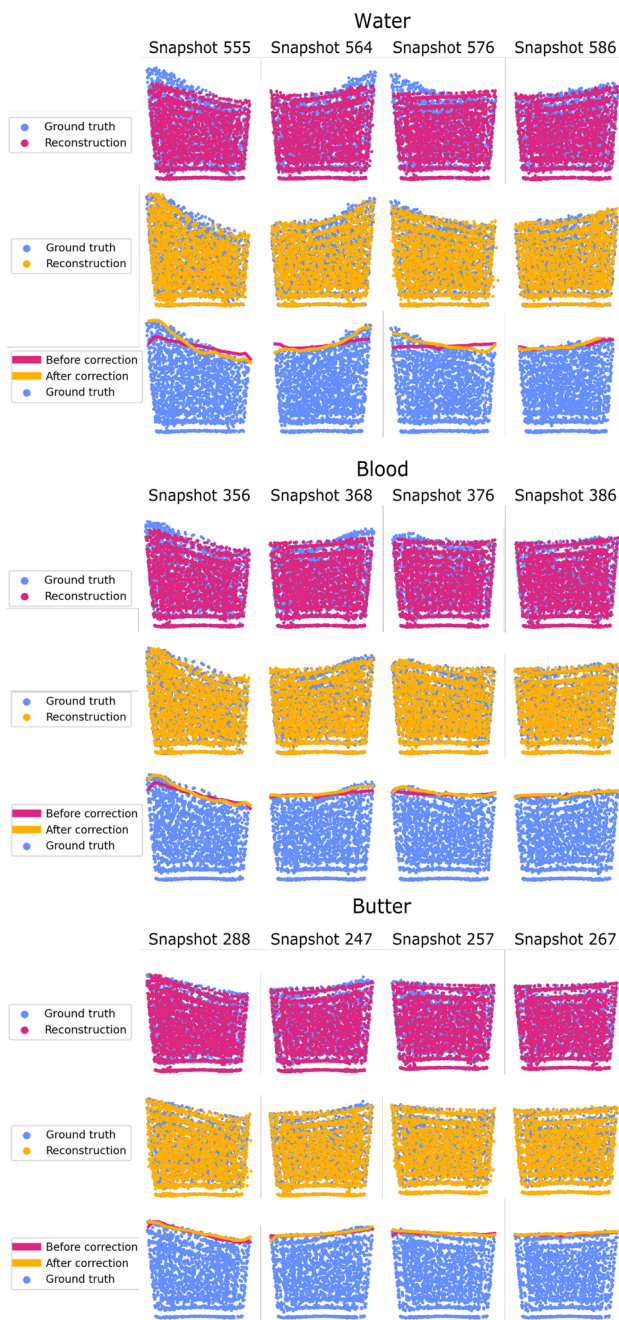 Water
Snapshot 555 Snapshot 564 Snapshot 576 Snapshot 586
Ground truth
Reconstruction
Ground truth
Reconstruction
Before correction
After correction
Ground truth
Blood
Snapshot 356 Snapshot 368 Snapshot 376 Snapshot 386
Ground truth
Reconstruction
Ground truth
Reconstruction
Before correction
After correction
Ground truth
Butter
Snapshot 288 Snapshot 247 Snapshot 257 Snapshot 267
Ground truth
Reconstruction
Ground truth
Reconstruction
Before correction
After correction
Ground truth